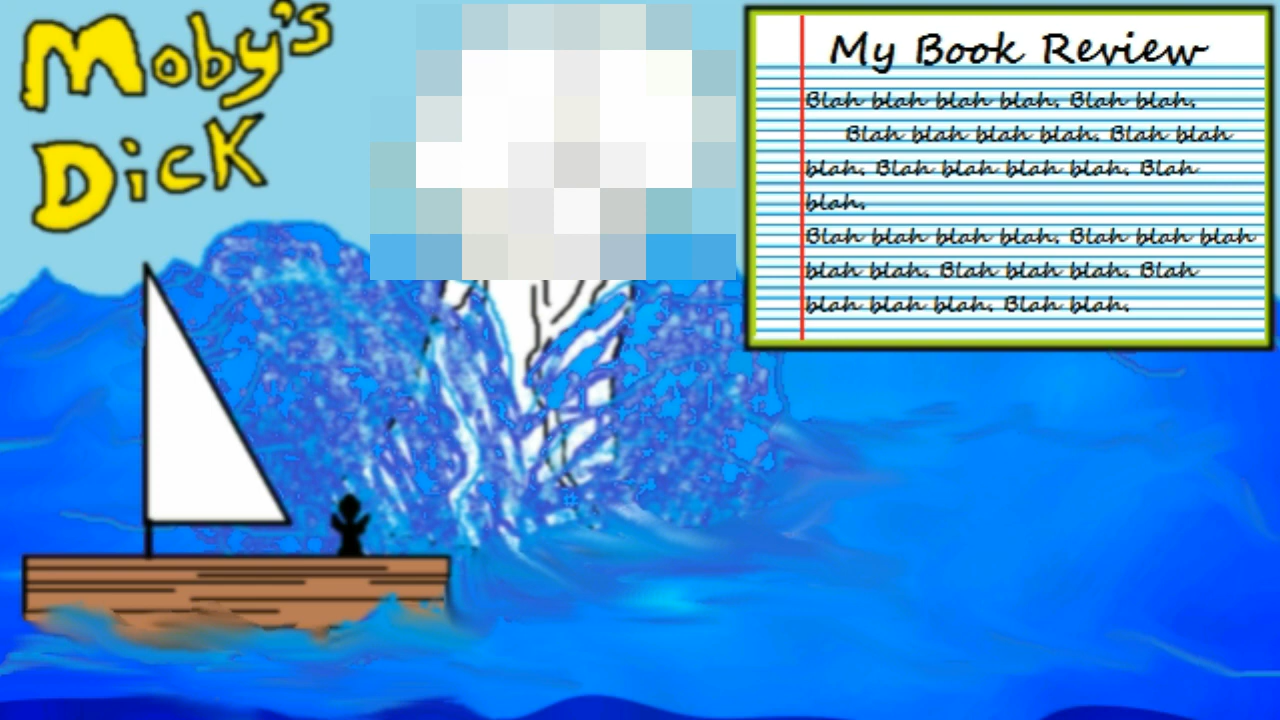 Moby's
Dick
My Book Review
Blah blah blah blah. Blah blah.
Blah blah blah blah. Blah blah
blah. Blah blah blah blah. Blah
blah.
Blah blah blah blah. Blah blah blah
blah blah. Blah blah blah. Blah
blah blah blah. Blah blah.